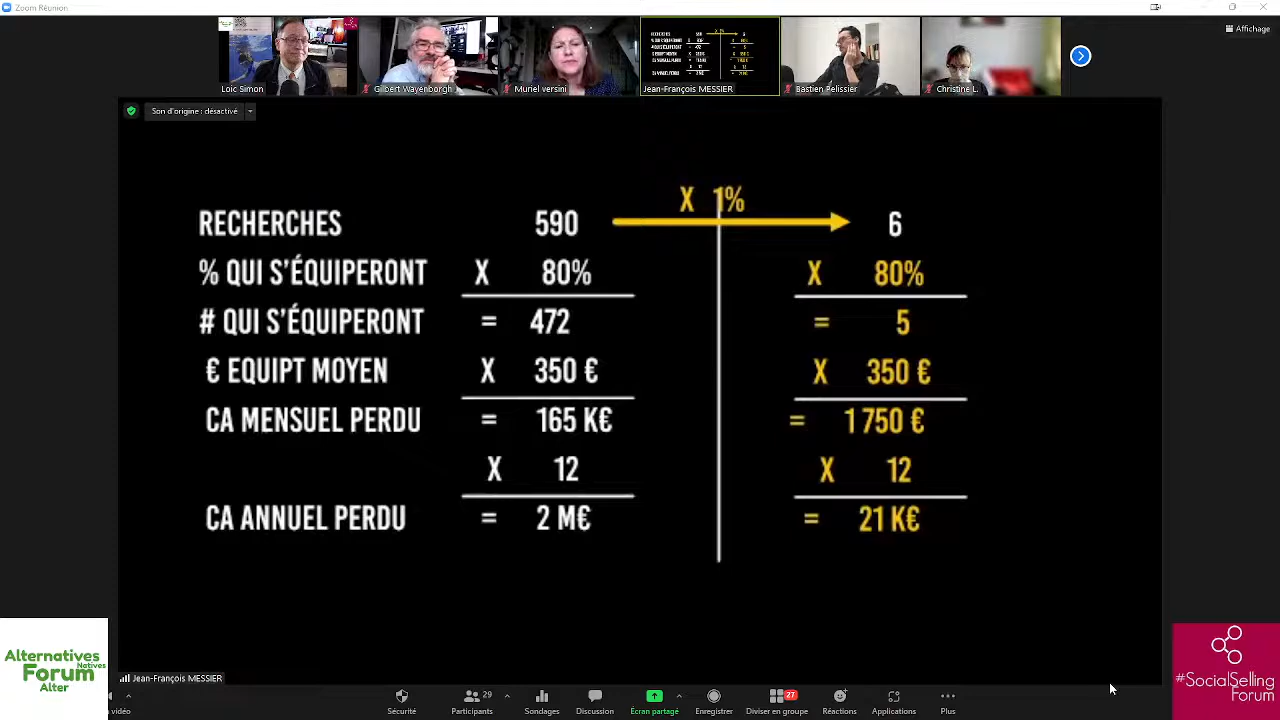 Zoom Réunion
Affichage
Loïc Simon
Gilbert Wayenborgh
Muriel versini
Jean-François MESSIER
Bastien Pelissier
Christine L.
Son d'origine : désactivé
X 1%
RECHERCHES 590 6
% QUI S'ÉQUIPERONT X 80% X 80%
# QUI S'ÉQUIPERONT = 472 = 5
€ EQUIPT MOYEN X 350 € X 350 €
CA MENSUEL PERDU = 165 K€ = 1 750 €
X 12 X 12
CA ANNUEL PERDU = 2 M€ = 21 K€
Alternatives
Natives
Forum
Alter
#SocialSelling
Forum
Jean-François MESSIER
vidéo
Sécurité
Participants 29
Sondages
Discussion
Écran partagé
Enregistrer
Diviser en groupe 27
Réactions
Applications
Plus